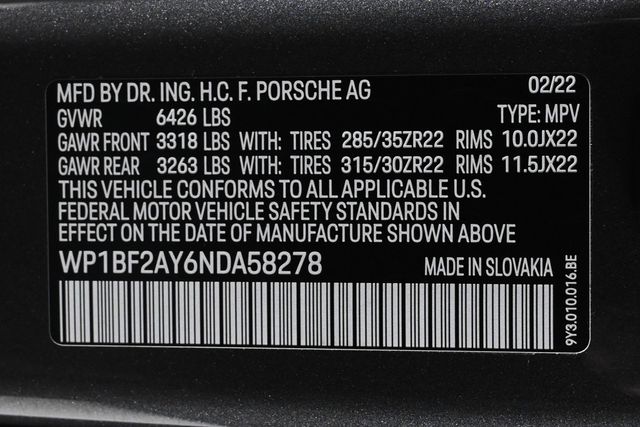 MFD BY DR. ING. H.C. F. PORSCHE AG 02/22
GVWR 6426 LBS TYPE: MPV
GAWR FRONT 3318 LBS WITH: TIRES 285/35ZR22 RIMS 10.0JX22
GAWR REAR 3263 LBS WITH: TIRES 315/30ZR22 RIMS 11.5JX22
THIS VEHICLE CONFORMS TO ALL APPLICABLE U.S.
FEDERAL MOTOR VEHICLE SAFETY STANDARDS IN
EFFECT ON THE DATE OF MANUFACTURE SHOWN ABOVE
WP1BF2AY6NDA58278 MADE IN SLOVAKIA
9Y3.010.016.BE